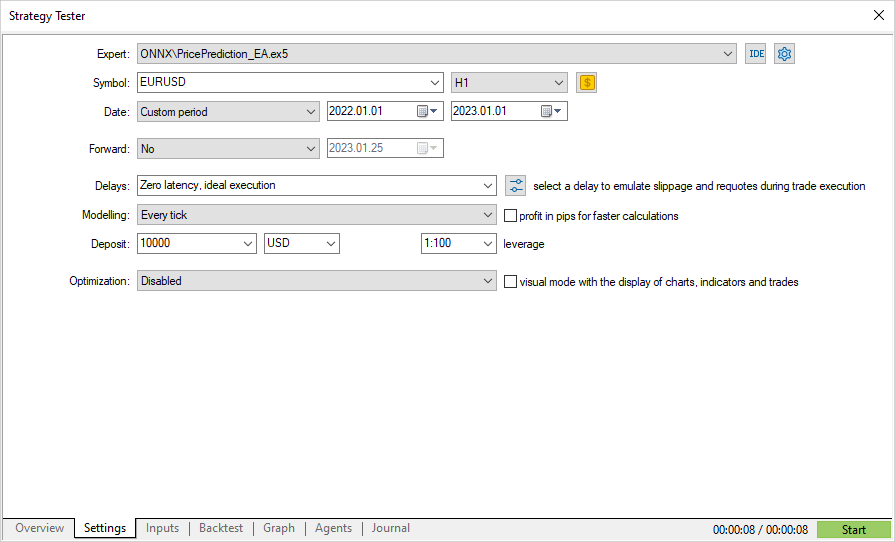 Strategy Tester
Expert: ONNX\PricePrediction_EA.ex5 IDE
Symbol: EURUSD H1 $
Date: Custom period 2022.01.01 2023.01.01
Forward: No 2023.01.25
Delays: Zero latency, ideal execution select a delay to emulate slippage and requotes during trade execution
Modelling: Every tick profit in pips for faster calculations
Deposit: 10000 USD 1:100 leverage
Optimization: Disabled visual mode with the display of charts, indicators and trades
Overview Settings Inputs Backtest Graph Agents Journal 00:00:08 / 00:00:08 Start